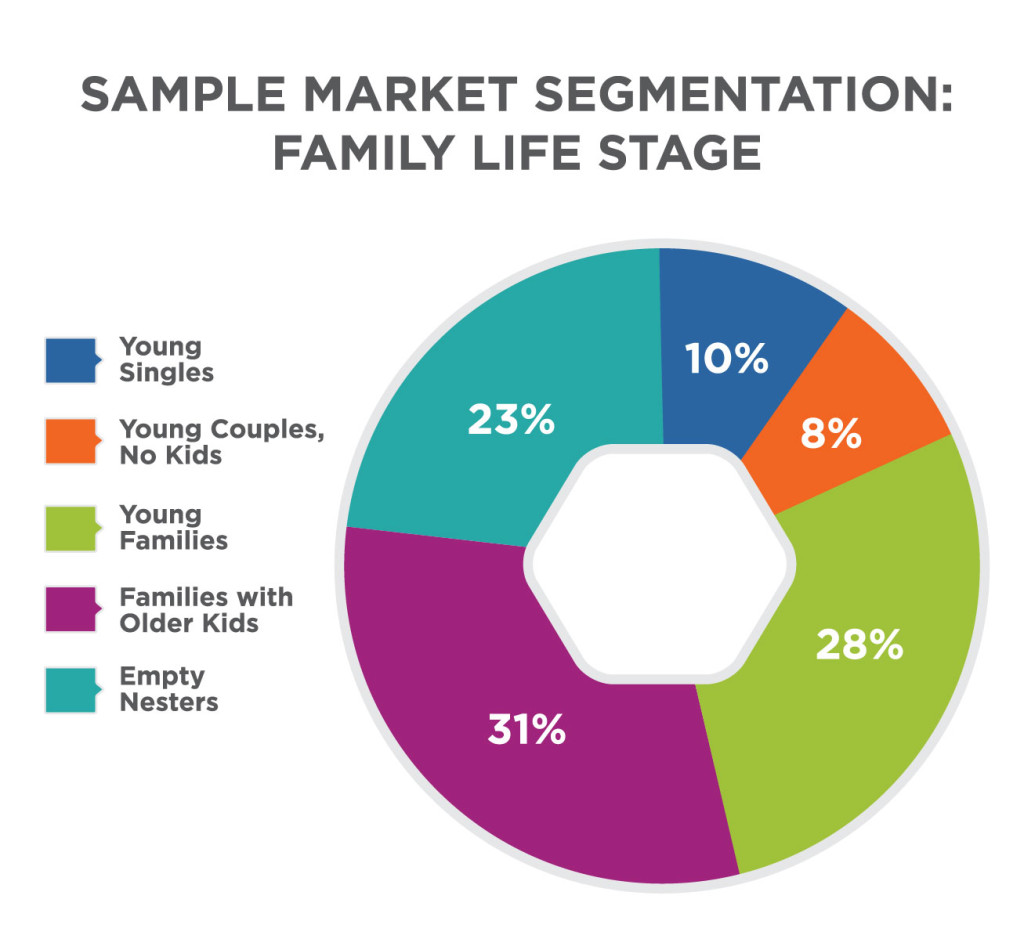 SAMPLE MARKET SEGMENTATION:
FAMILY LIFE STAGE
Young
Singles
Young Couples,
No Kids
Young
Families
Families with
Older Kids
Empty
Nesters
10%
8%
28%
31%
23%